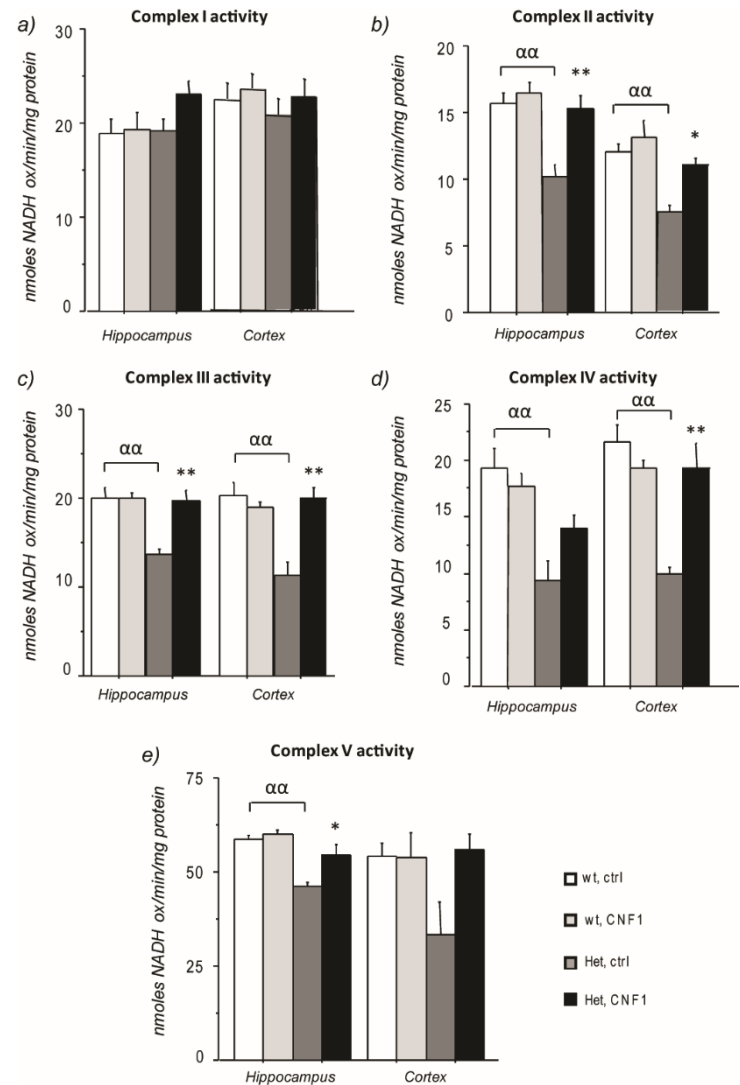 a)
Complex I activity
nmoles NADH ox/min/mg protein
30
20
10
0
Hippocampus Cortex
b)
Complex II activity
nmoles NADH ox/min/mg protein
20
15
10
5
0
αα ** αα *
Hippocampus Cortex
c)
Complex III activity
nmoles NADH ox/min/mg protein
30
20
10
0
αα ** αα **
Hippocampus Cortex
d)
Complex IV activity
nmoles NADH ox/min/mg protein
25
20
15
10
5
0
αα αα **
Hippocampus Cortex
e)
Complex V activity
nmoles NADH ox/min/mg protein
75
50
25
0
αα *
Hippocampus Cortex
wt, ctrl
wt, CNF1
Het, ctrl
Het, CNF1